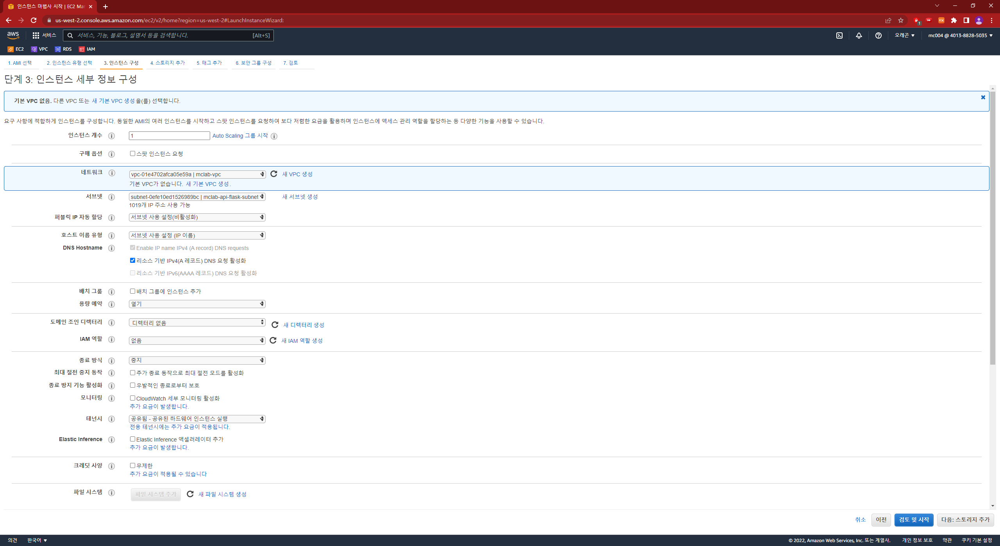 인스턴스 마법사 시작 | EC2 Mar
us-west-2.console.aws.amazon.com/ec2/v2/home?region=us-west-2#LaunchInstanceWizard:
aws 서비스 서비스, 기능, 블로그, 설명서 등을 검색합니다. [Alt+S] 오레곤 ▼ mc004 @ 4013-8828-5035 ▼
EC2 VPC RDS IAM
1. AMI 선택 2. 인스턴스 유형 선택 3. 인스턴스 구성 4. 스토리지 추가 5. 태그 추가 6. 보안 그룹 구성 7. 검토
단계 3: 인스턴스 세부 정보 구성
기본 VPC 없음. 다른 VPC 또는 새 기본 VPC 생성을(를) 선택합니다.
요구 사항에 적합하게 인스턴스를 구성합니다. 동일한 AMI의 여러 인스턴스를 시작하고 스팟 인스턴스를 요청하여 보다 저렴한 요금을 활용하며 인스턴스에 액세스 관리 역할을 할당하는 등 다양한 기능을 사용할 수 있습니다.
인스턴스 개수 1 Auto Scaling 그룹 시작
구매 옵션 스팟 인스턴스 요청
네트워크 vpc-01e4702afca05e59a | mclab-vpc 새 VPC 생성
기본 VPC가 없습니다. 새 기본 VPC 생성.
서브넷 subnet-0efe10ed1526989bc | mclab-api-flask-subnet 새 서브넷 생성
1019개 IP 주소 사용 가능
퍼블릭 IP 자동 할당 서브넷 사용 설정(비활성화)
호스트 이름 유형 서브넷 사용 설정 (IP 이름)
DNS Hostname Enable IP name IPv4 (A record) DNS requests
리소스 기반 IPv4(A 레코드) DNS 요청 활성화
리소스 기반 IPv6(AAAA 레코드) DNS 요청 활성화
배치 그룹 배치 그룹에 인스턴스 추가
용량 예약 열기
도메인 조인 디렉터리 디렉터리 없음 새 디렉터리 생성
IAM 역할 없음 새 IAM 역할 생성
종료 방식 중지
최대 절전 중지 동작 추가 종료 동작으로 최대 절전 모드를 활성화
종료 방지 기능 활성화 우발적인 종료로부터 보호
모니터링 CloudWatch 세부 모니터링 활성화
추가 요금이 발생합니다.
테넌시 공유됨 - 공유된 하드웨어 인스턴스 실행
전용 테넌시에는 추가 요금이 적용됩니다.
Elastic Inference Elastic Inference 액셀러레이터 추가
추가 요금이 발생합니다.
크레딧 사양 무제한
추가 요금이 적용될 수 있습니다
파일 시스템 파일 시스템 추가 새 파일 시스템 생성
취소 이전 검토 및 시작 다음: 스토리지 추가
의견 한국어 ▼ © 2022, Amazon Web Services, Inc. 또는 계열사. 개인 정보 보호 약관 쿠키 기본 설정